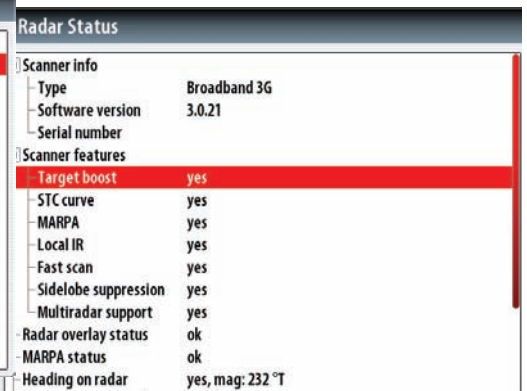 Radar Status
Scanner info
Type Broadband 3G
Software version 3.0.21
Serial number
Scanner features
Target boost yes
STC curve yes
MARPA yes
Local IR yes
Fast scan yes
Sidelobe suppression yes
Multiradar support yes
Radar overlay status ok
MARPA status ok
Heading on radar yes, mag: 232 °T